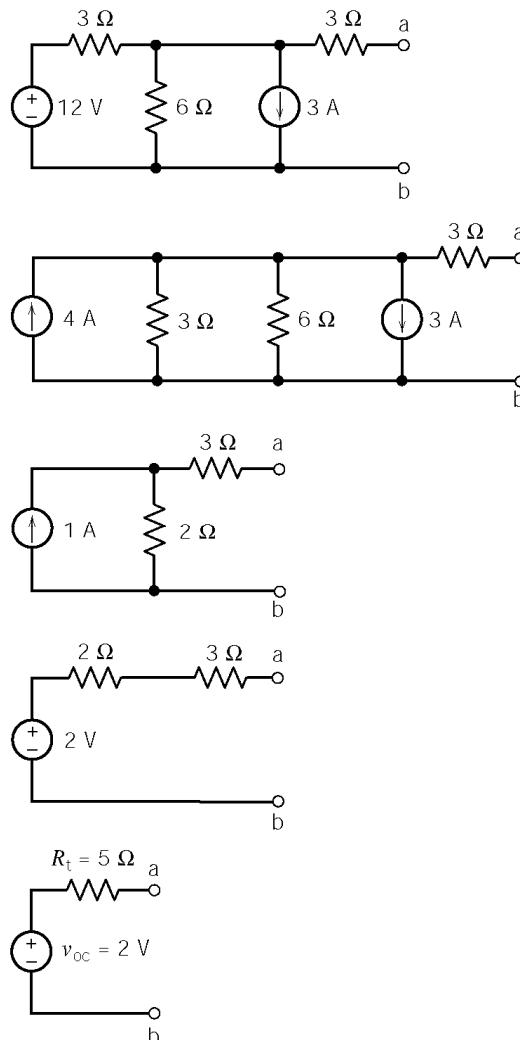 3 Ω 3 Ω a
+ − 12 V 6 Ω 3 A
b
3 Ω a
4 A 3 Ω 6 Ω 3 A
b
3 Ω a
1 A 2 Ω
b
2 Ω 3 Ω a
+ − 2 V
b
Rt = 5 Ω a
+ − voc = 2 V
b